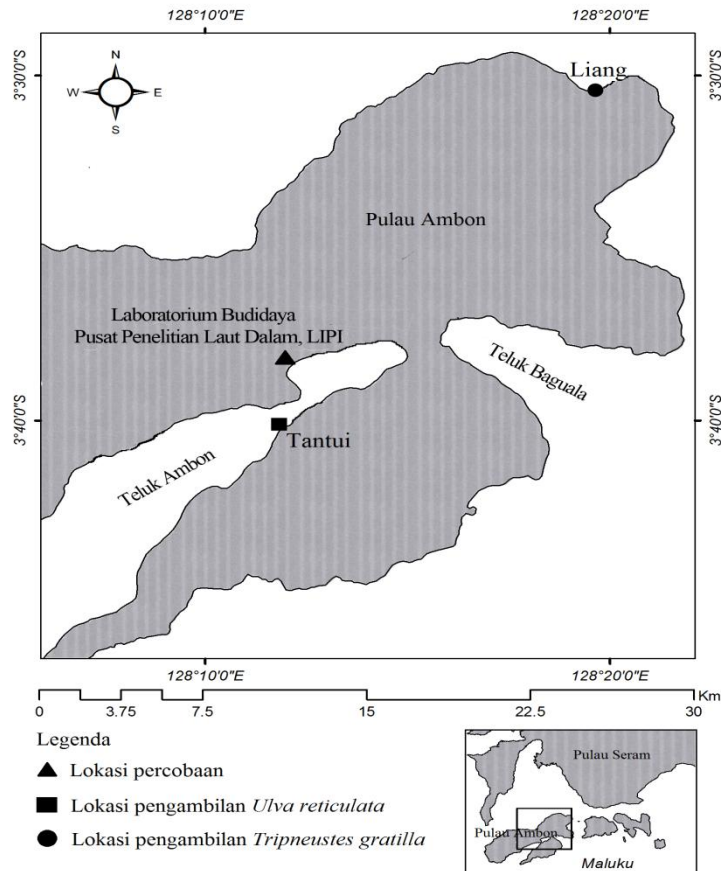 128°10'0"E
128°20'0"E
N
W
E
S
3°30'0"S
3°30'0"S
Liang
Pulau Ambon
Laboratorium Budidaya
Pusat Penelitian Laut Dalam, LIPI
Teluk Baguala
3°40'0"S
3°40'0"S
Tantui
Teluk Ambon
128°10'0"E
128°20'0"E
Km
0
3.75
7.5
15
22.5
30
Legenda
Lokasi percobaan
Lokasi pengambilan Ulva reticulata
Lokasi pengambilan Tripneustes gratilla
Pulau Seram
Pulau Ambon
Maluku